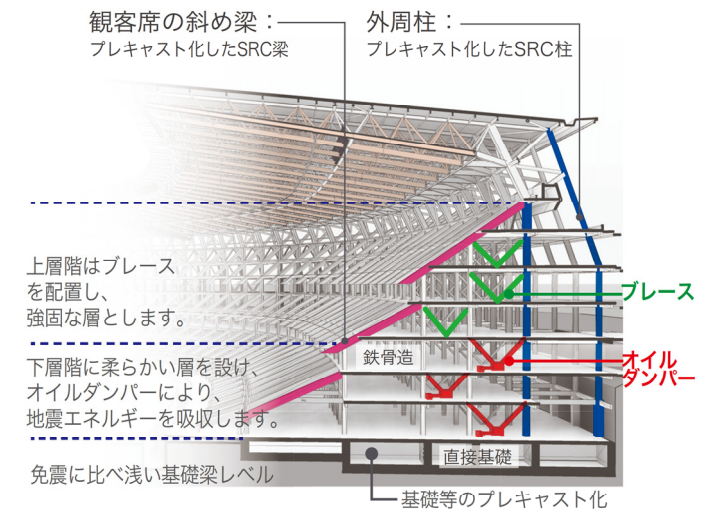 観客席の斜め梁：
プレキャスト化したSRC梁
外周柱：
プレキャスト化したSRC柱
上層階はブレース
を配置し、
強固な層とします。
ブレース
下層階に柔らかい層を設け、
オイルダンパーにより、
地震エネルギーを吸収します。
鉄骨造
オイル
ダンパー
免震に比べ浅い基礎梁レベル
直接基礎
基礎等のプレキャスト化